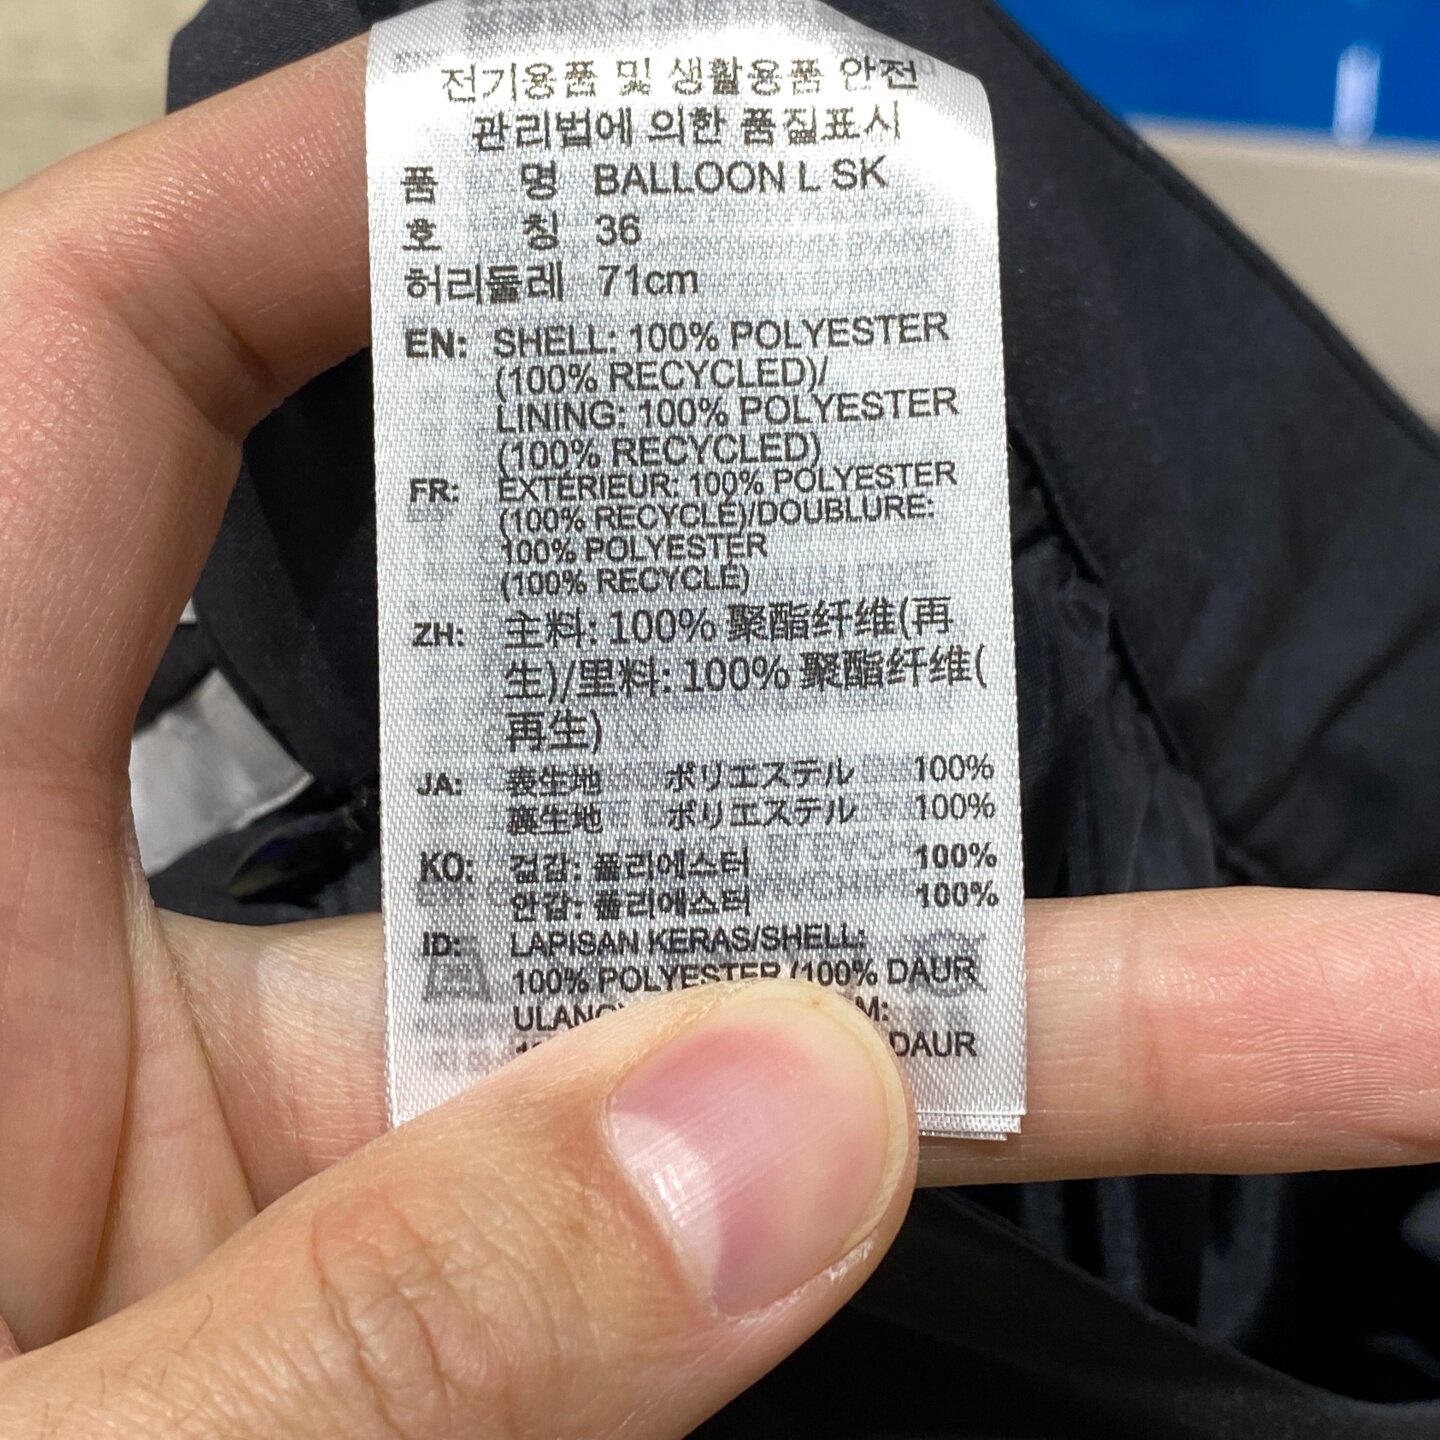 전기용품 및 생활용품 안전
관리법에 의한 품질표시
품 명 BALLOON L SK
호 칭 36
허리둘레 71cm
EN: SHELL: 100% POLYESTER
(100% RECYCLED)/
LINING: 100% POLYESTER
(100% RECYCLED)
FR: EXTÉRIEUR: 100% POLYESTER
(100% RECYCLÉ)/DOUBLURE:
100% POLYESTER
(100% RECYCLÉ)
ZH: 主料: 100% 聚酯纤维(再
生)/里料: 100% 聚酯纤维(
再生)
JA: 表生地 ポリエステル 100%
裏生地 ポリエステル 100%
KO: 겉감: 폴리에스터 100%
안감: 폴리에스터 100%
ID: LAPISAN KERAS/SHELL:
100% POLYESTER (100% DAUR
DAUR